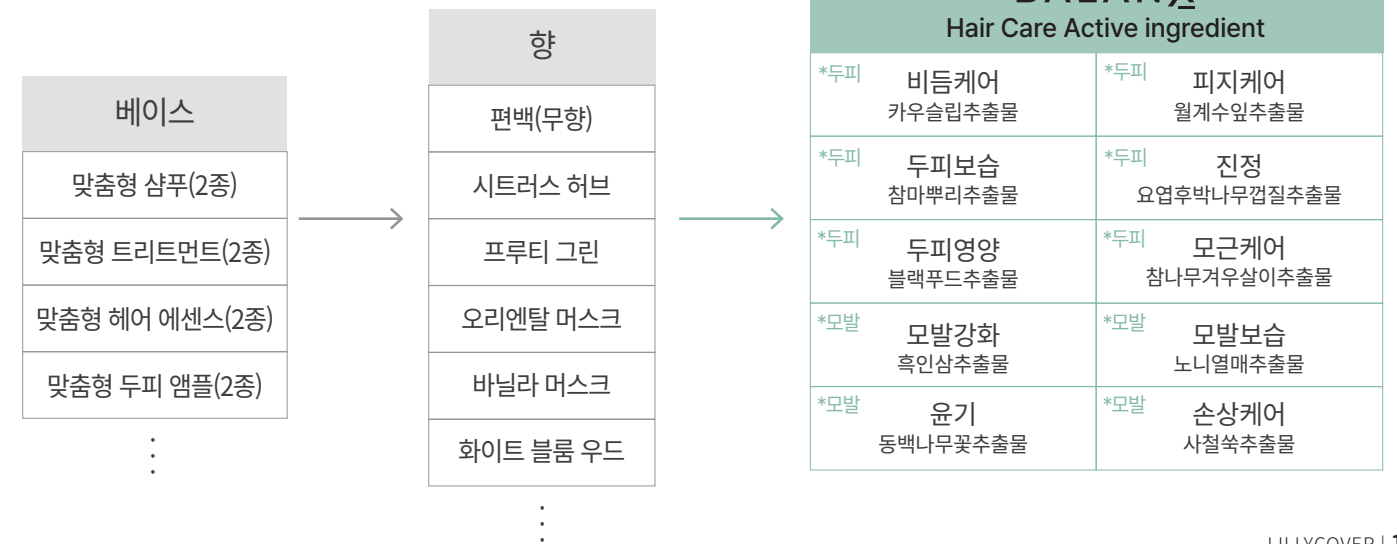 베이스
맞춤형 샴푸(2종)
맞춤형 트리트먼트(2종)
맞춤형 헤어 에센스(2종)
맞춤형 두피 앰플(2종)
향
편백(무향)
시트러스 허브
프루티 그린
오리엔탈 머스크
바닐라 머스크
화이트 블룸 우드
Hair Care Active ingredient
*두피
비듬케어
카우슬립추출물
*두피
피지케어
월계수잎추출물
*두피
두피보습
참마뿌리추출물
*두피
진정
요엽후박나무껍질추출물
*두피
두피영양
블랙푸드추출물
*두피
모근케어
참나무겨우살이추출물
*모발
모발강화
흑인삼추출물
*모발
모발보습
노니열매추출물
*모발
윤기
동백나무꽃추출물
*모발
손상케어
사철쑥추출물
LILLYCOVER |